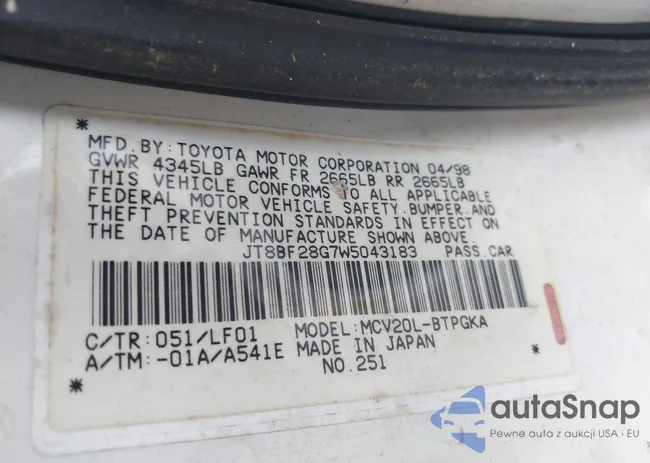 MFD.BY:TOYOTA MOTOR CORPORATION 04/98
GVWR 4345LB GAWR FR 2665LB RR 2665LB
THIS VEHICLE CONFORMS TO ALL APPLICABLE
FEDERAL MOTOR VEHICLE SAFETY.BUMPER.AND
THEFT PREVENTION STANDARDS IN EFFECT ON
THE DATE OF MANUFACTURE SHOWN ABOVE.
JT8BF28G7W5043183 PASS.CAR
C/TR:051/LF01 MODEL:MCV20L-BTPGKA
A/TM:-01A/A541E MADE IN JAPAN
NO.251
autaSnap
Pewne auta z aukcji USA i EU